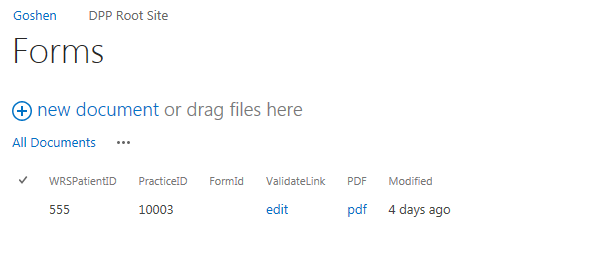 Goshen DPP Root Site
Forms
new document or drag files here
All Documents ...
WRSPatientID PracticeID FormId ValidateLink PDF Modified
555 10003 edit pdf 4 days ago